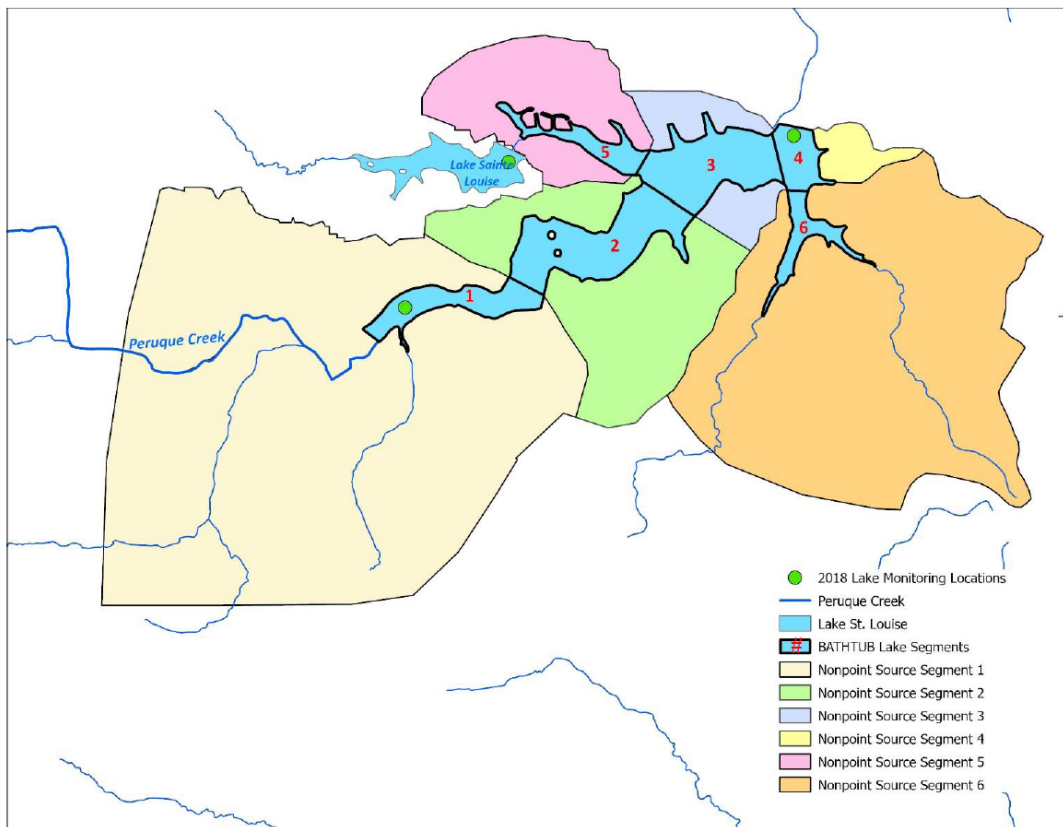 Lake Sainte
Louise
5
3
4
6
2
1
Peruque Creek
2018 Lake Monitoring Locations
Peruque Creek
Lake St. Louise
# BATHTUB Lake Segments
Nonpoint Source Segment 1
Nonpoint Source Segment 2
Nonpoint Source Segment 3
Nonpoint Source Segment 4
Nonpoint Source Segment 5
Nonpoint Source Segment 6